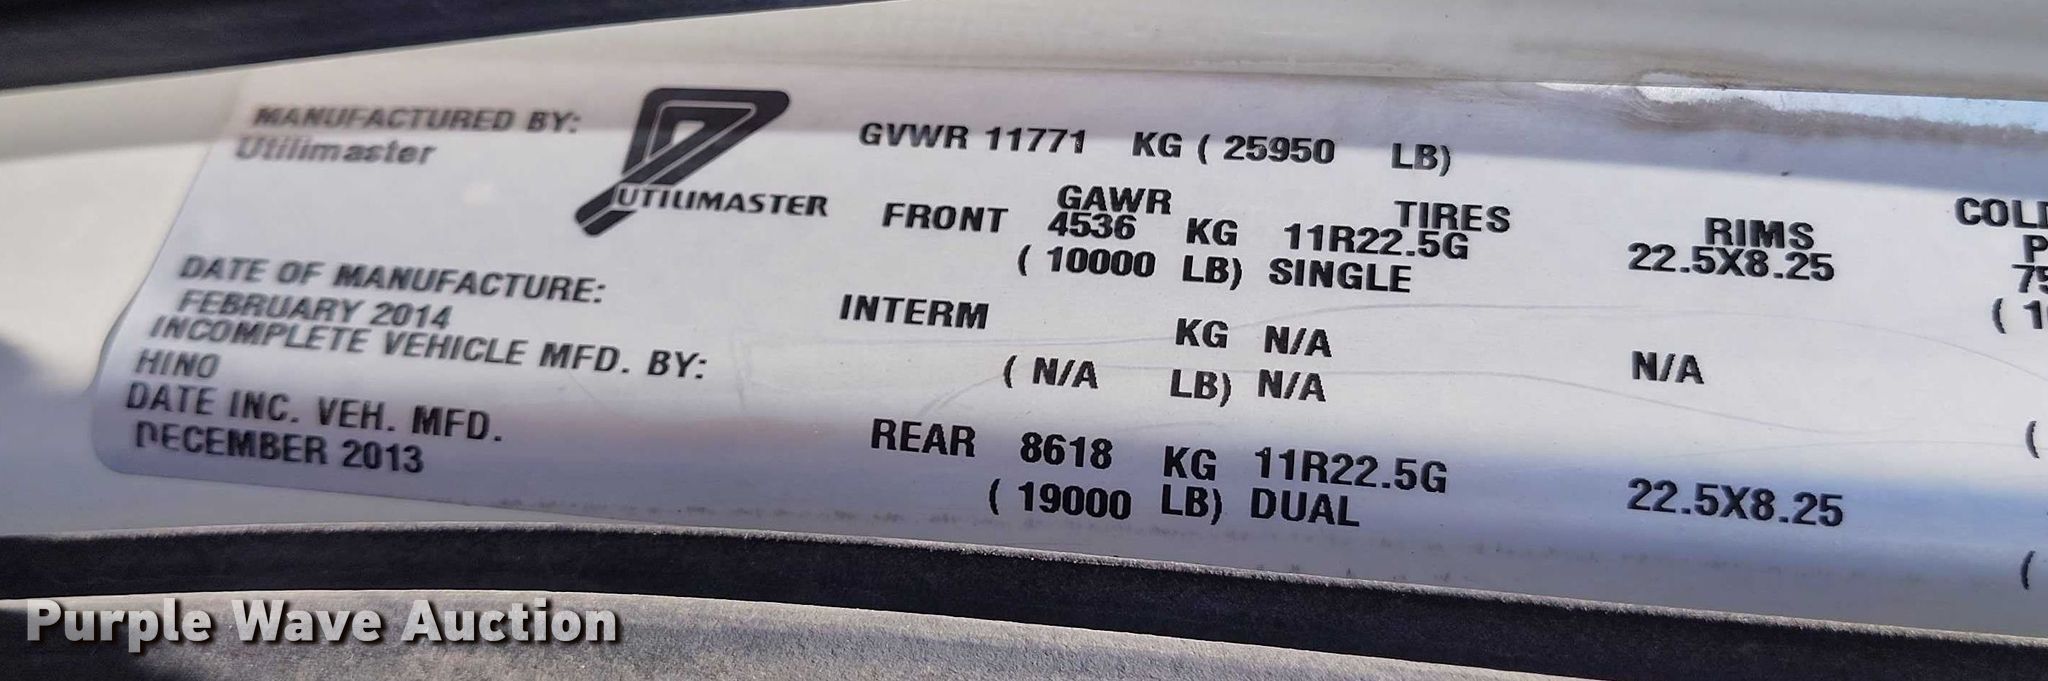 MANUFACTURED BY:
Utilimaster
UTILIMASTER
DATE OF MANUFACTURE:
FEBRUARY 2014
INCOMPLETE VEHICLE MFD. BY:
HINO
DATE INC. VEH. MFD.
DECEMBER 2013
GVWR 11771 KG ( 25950 LB)
GAWR TIRES RIMS
FRONT 4536 KG 11R22.5G 22.5X8.25
( 10000 LB) SINGLE
INTERM KG N/A N/A
( N/A LB) N/A
REAR 8618 KG 11R22.5G 22.5X8.25
( 19000 LB) DUAL
Purple Wave Auction